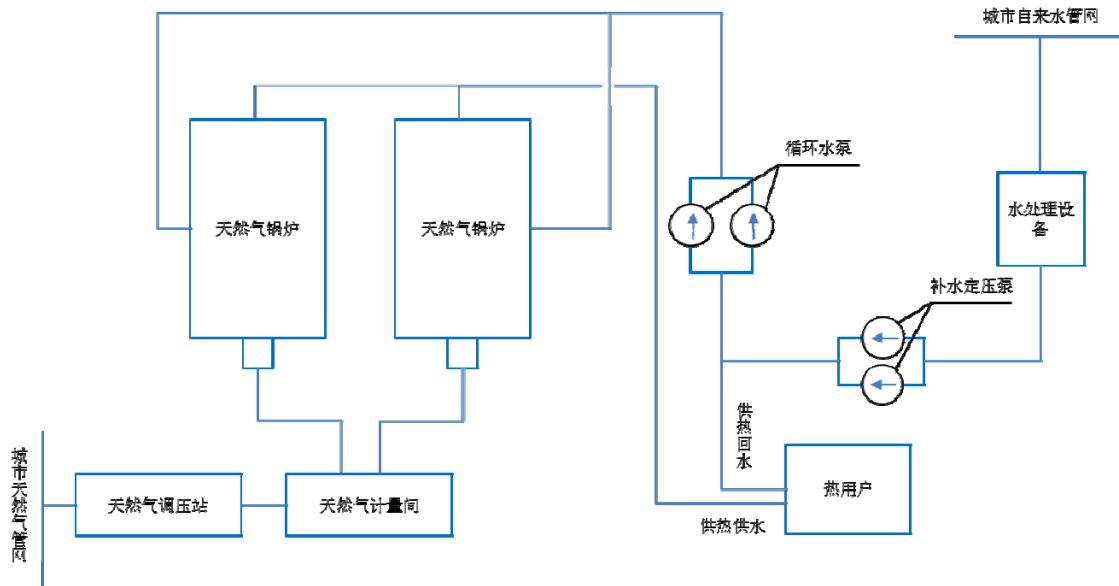 城市自来水管网
循环水泵
水处理设
备
天然气锅炉
天然气锅炉
补水定压泵
供热回水
城市天然气管网
天然气调压站
天然气计量间
热用户
供热供水